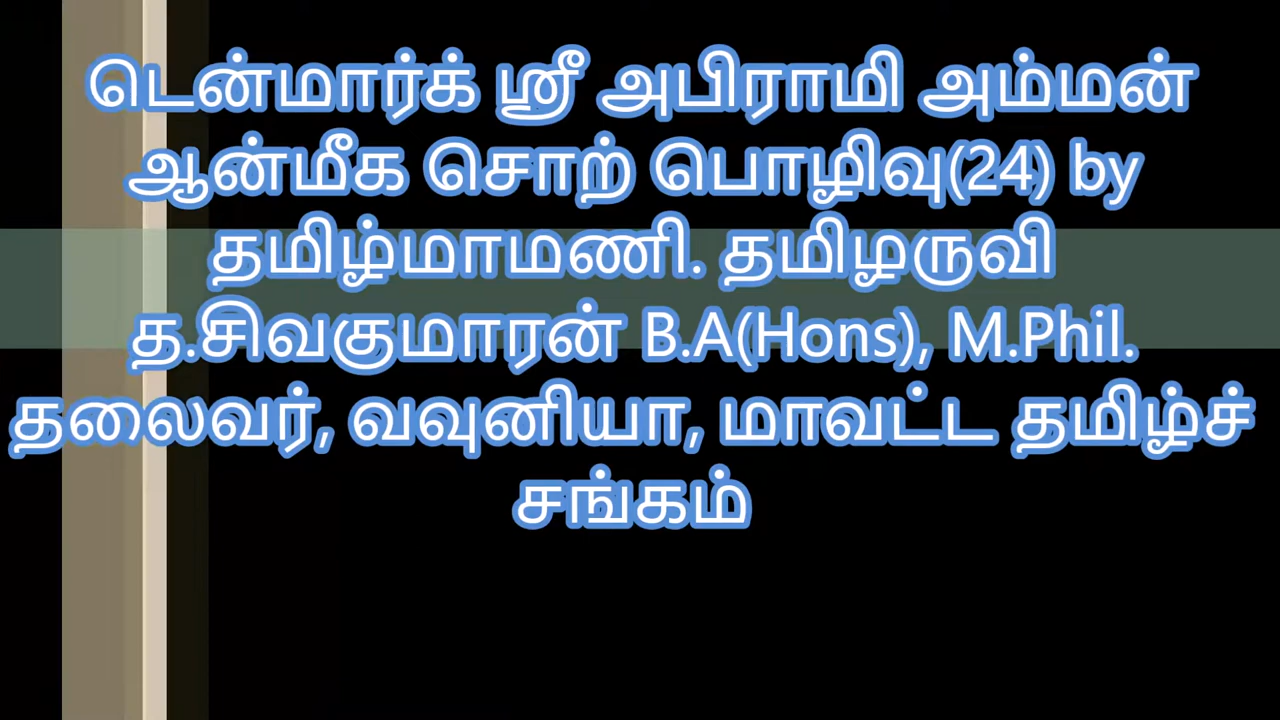 டென்மார்க் ஸ்ரீ அபிராமி அம்மன்
ஆன்மீக சொற் பொழிவு(24) by
தமிழ்மாமணி. தமிழருவி
த.சிவகுமாரன் B.A(Hons), M.Phil.
தலைவர், வவுனியா, மாவட்ட தமிழ்ச்
சங்கம்